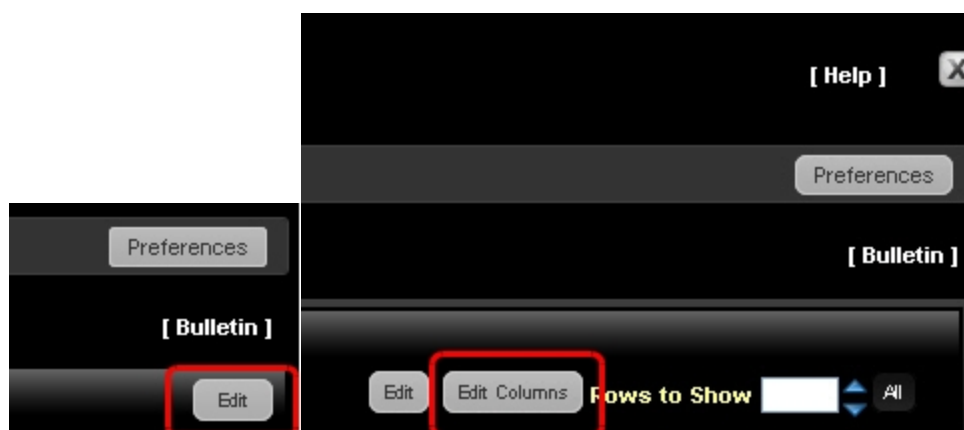 Preferences
[ Bulletin ]
Edit
[ Help ] X
Preferences
[ Bulletin ]
Edit Edit Columns Rows to Show All